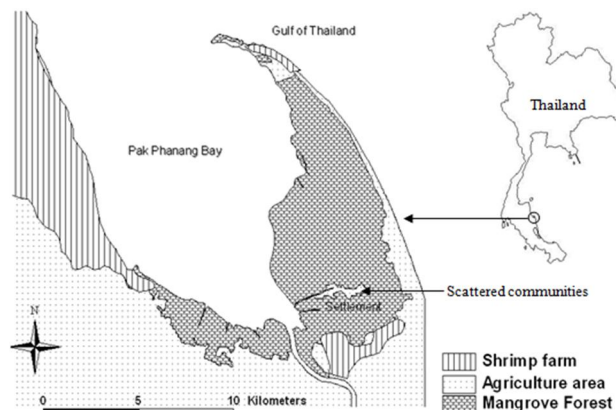 Gulf of Thailand
Thailand
Pak Phanang Bay
Scattered communities
Settlement
N
Shrimp farm
Agriculture area
Mangrove Forest
0 5 10 Kilometers